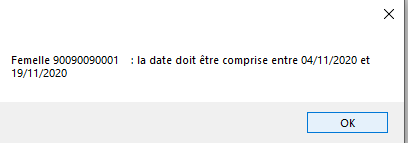 Femelle 90090090001 : la date doit être comprise entre 04/11/2020 et
19/11/2020
OK